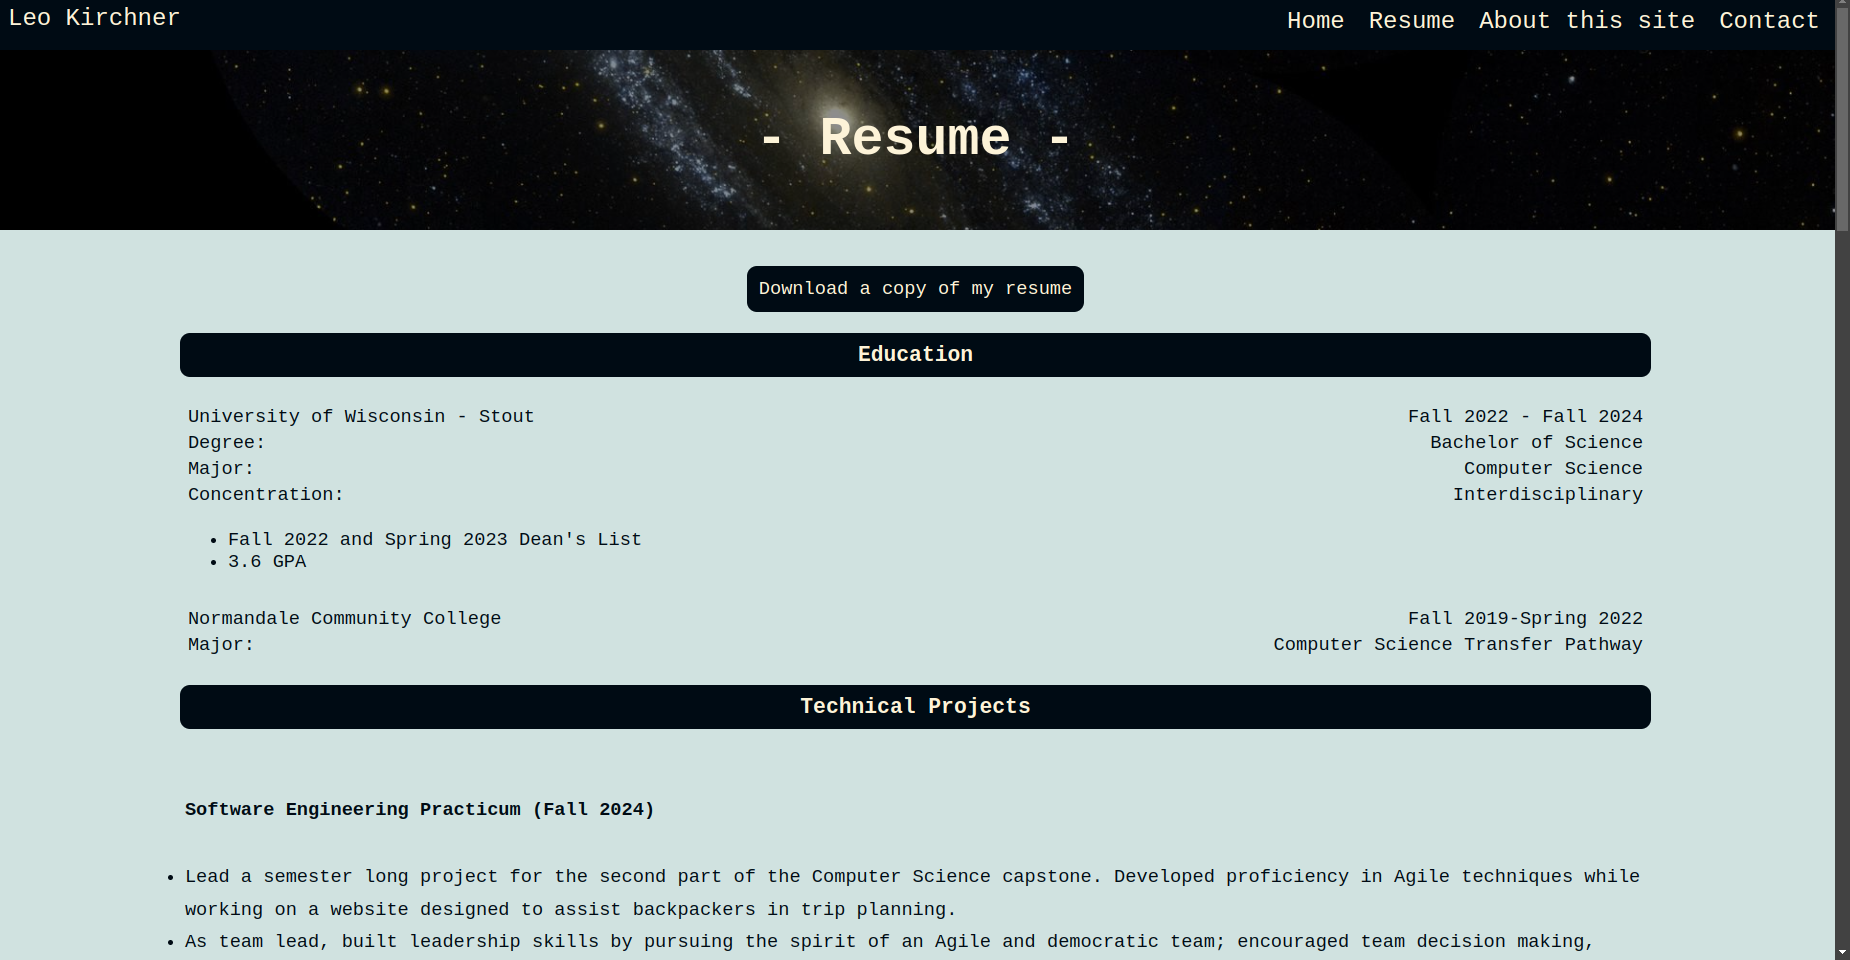 Leo Kirchner
Home Resume About this site Contact
- Resume -
Download a copy of my resume
Education
University of Wisconsin - Stout Fall 2022 - Fall 2024
Degree: Bachelor of Science
Major: Computer Science
Concentration: Interdisciplinary
• Fall 2022 and Spring 2023 Dean's List
• 3.6 GPA
Normandale Community College Fall 2019-Spring 2022
Major: Computer Science Transfer Pathway
Technical Projects
Software Engineering Practicum (Fall 2024)
• Lead a semester long project for the second part of the Computer Science capstone. Developed proficiency in Agile techniques while
working on a website designed to assist backpackers in trip planning.
• As team lead, built leadership skills by pursuing the spirit of an Agile and democratic team; encouraged team decision making,